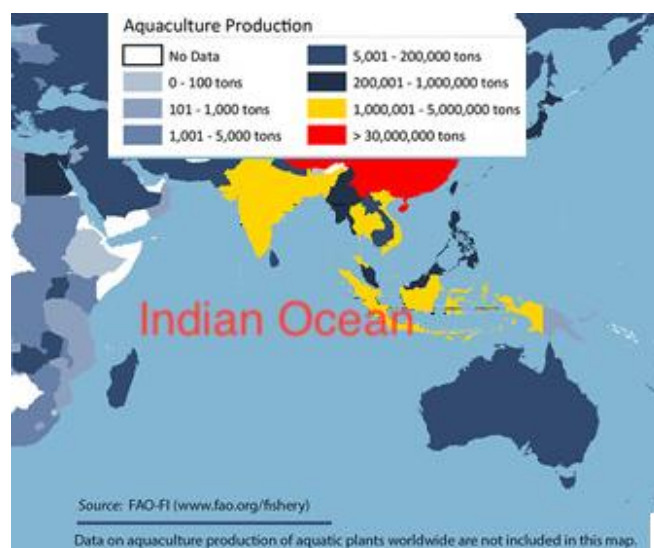 Aquaculture Production
No Data
0 - 100 tons
101 - 1,000 tons
1,001 - 5,000 tons
5,001 - 200,000 tons
200,001 - 1,000,000 tons
1,000,001 - 5,000,000 tons
> 30,000,000 tons
Indian Ocean
Source: FAO-FI (www.fao.org/fishery)
Data on aquaculture production of aquatic plants worldwide are not included in this map.